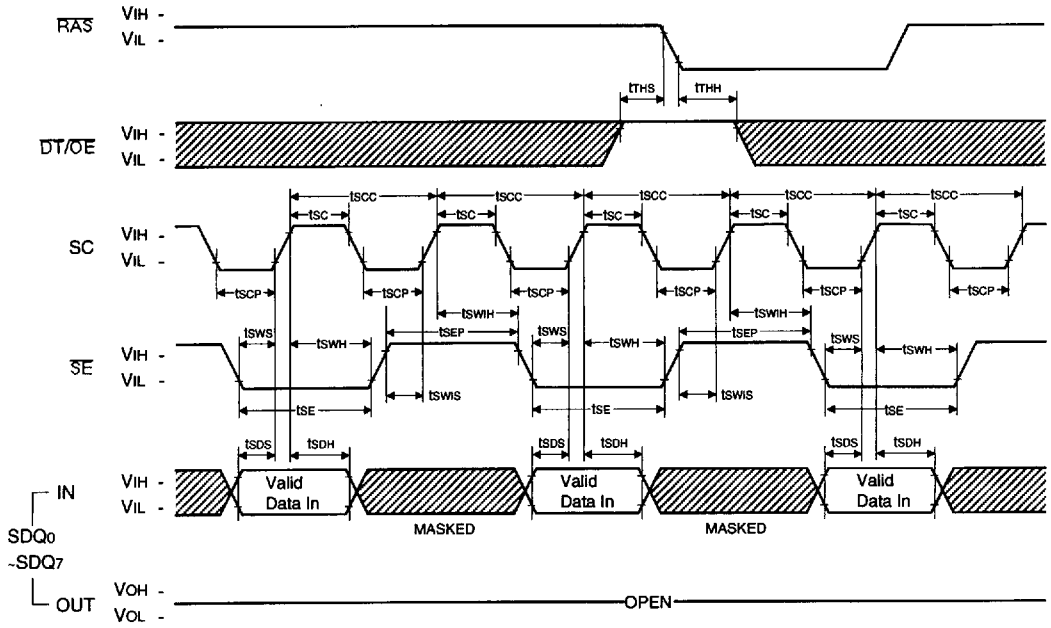 RAS VIH -
VIL -
tTHS tTHH
DT/OE VIH -
VIL -
tSCC tSCC tSCC tSCC tSCC
tSC tSC tSC tSC tSC
SC VIH -
VIL -
tSCP tSCP tSCP tSCP tSCP tSCP
tSWIH tSWIH
tSWS tSEP tSWS tSEP tSWS
tSWH tSWH tSWH
SE VIH -
VIL -
tSWIS tSWIS
tSE tSE tSE
tSDS tSDH tSDS tSDH tSDS tSDH
IN VIH -
VIL -
Valid Valid Valid
Data In Data In Data In
MASKED MASKED
SDQ0
~SDQ7
OUT VOH -
VOL -
OPEN